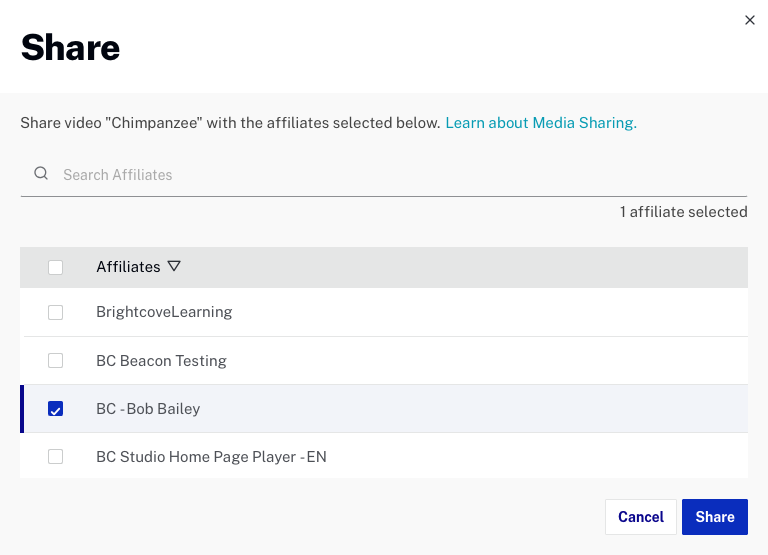 Share
Share video "Chimpanzee" with the affiliates selected below. Learn about Media Sharing.
Search Affiliates
1 affiliate selected
Affiliates
BrightcoveLearning
BC Beacon Testing
BC - Bob Bailey
BC Studio Home Page Player - EN
Cancel Share